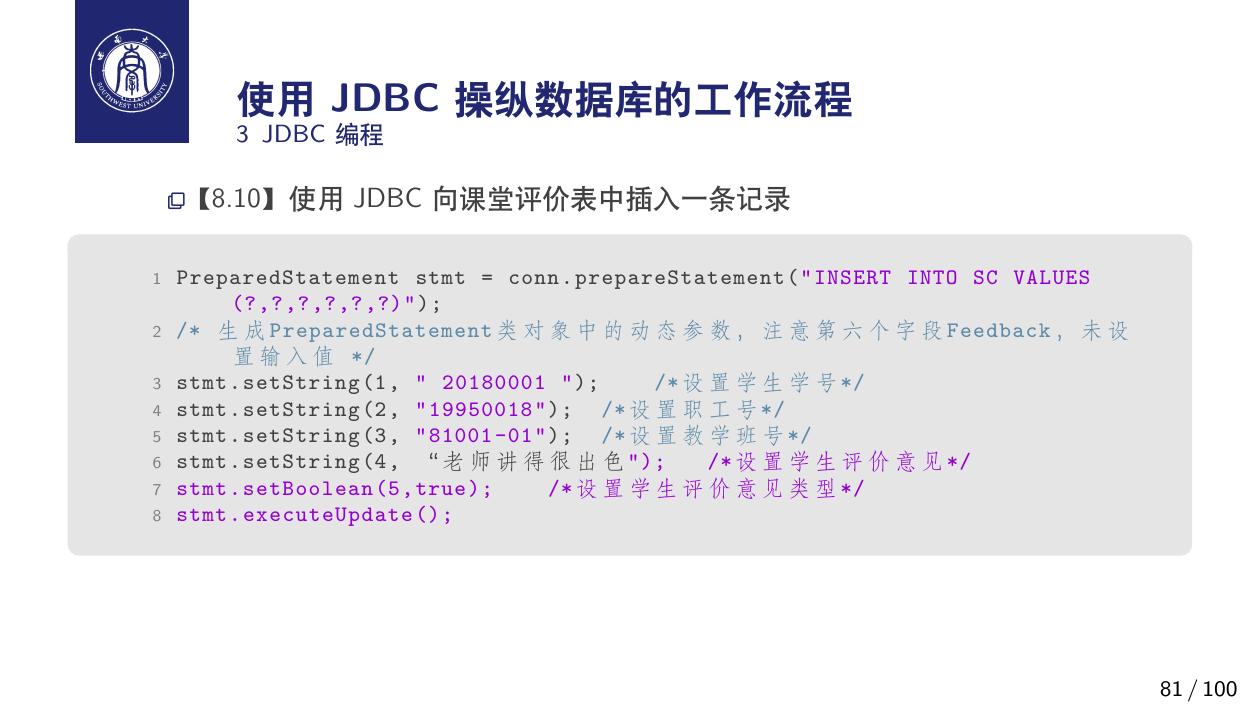 西南大学
SOUTHWEST UNIVERSITY
使用 JDBC 操纵数据库的工作流程
3 JDBC 编程
【8.10】使用 JDBC 向课堂评价表中插入一条记录
1 PreparedStatement stmt = conn.prepareStatement("INSERT INTO SC VALUES
(?,?,?,?,?,?)");
2 /* 生成PreparedStatement类对象中的动态参数，注意第六个字段Feedback，未设
置输入值 */
3 stmt.setString(1, " 20180001 "); /*设置学生学号*/
4 stmt.setString(2, "19950018"); /*设置职工号*/
5 stmt.setString(3, "81001-01"); /*设置教学班号*/
6 stmt.setString(4, “老师讲得很出色"); /*设置学生评价意见*/
7 stmt.setBoolean(5,true); /*设置学生评价意见类型*/
8 stmt.executeUpdate();
81 / 100